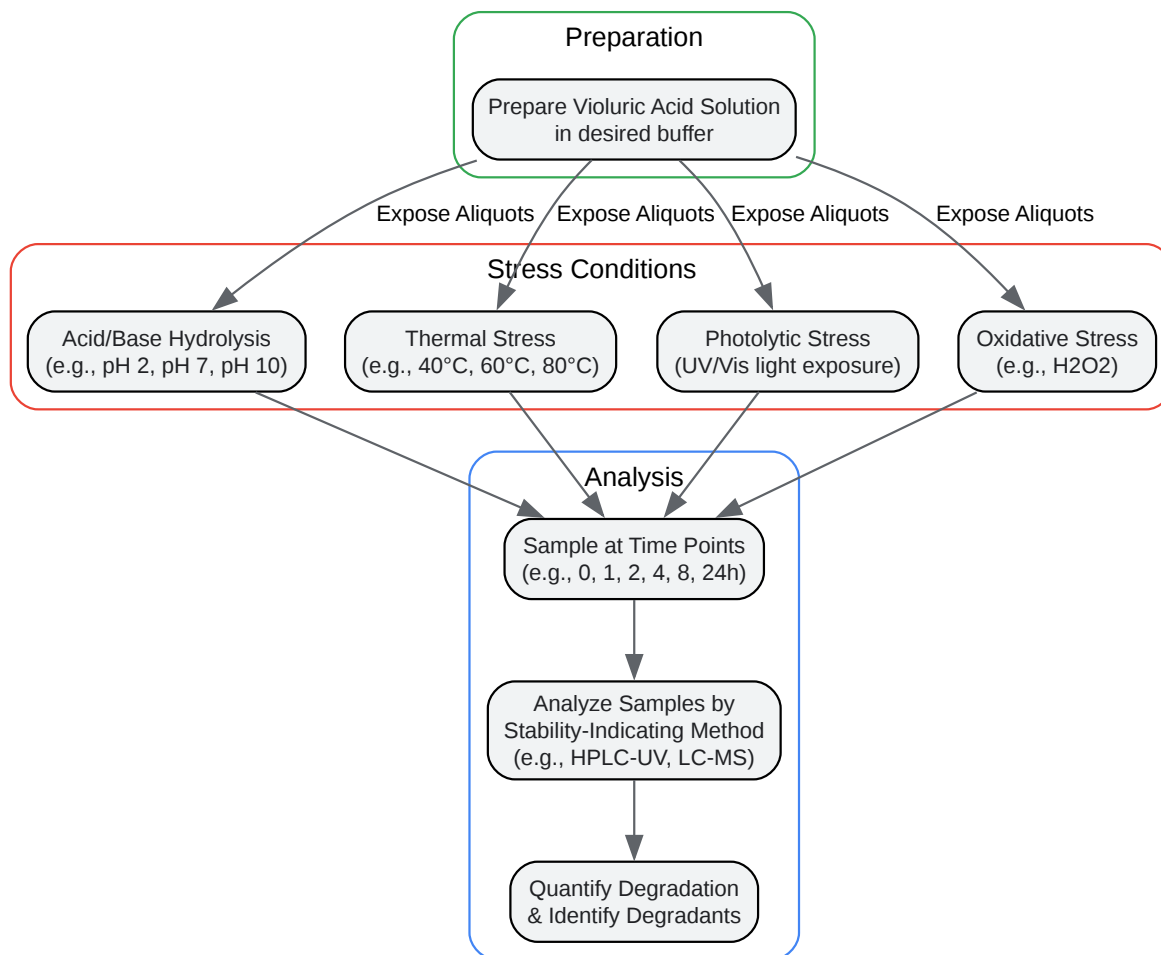 Preparation
Prepare Violuric Acid Solution
in desired buffer
Expose Aliquots
Expose Aliquots
Expose Aliquots
Expose Aliquots
Stress Conditions
Acid/Base Hydrolysis
(e.g., pH 2, pH 7, pH 10)
Thermal Stress
(e.g., 40°C, 60°C, 80°C)
Photolytic Stress
(UV/Vis light exposure)
Oxidative Stress
(e.g., H2O2)
Analysis
Sample at Time Points
(e.g., 0, 1, 2, 4, 8, 24h)
Analyze Samples by
Stability-Indicating Method
(e.g., HPLC-UV, LC-MS)
Quantify Degradation
& Identify Degradants